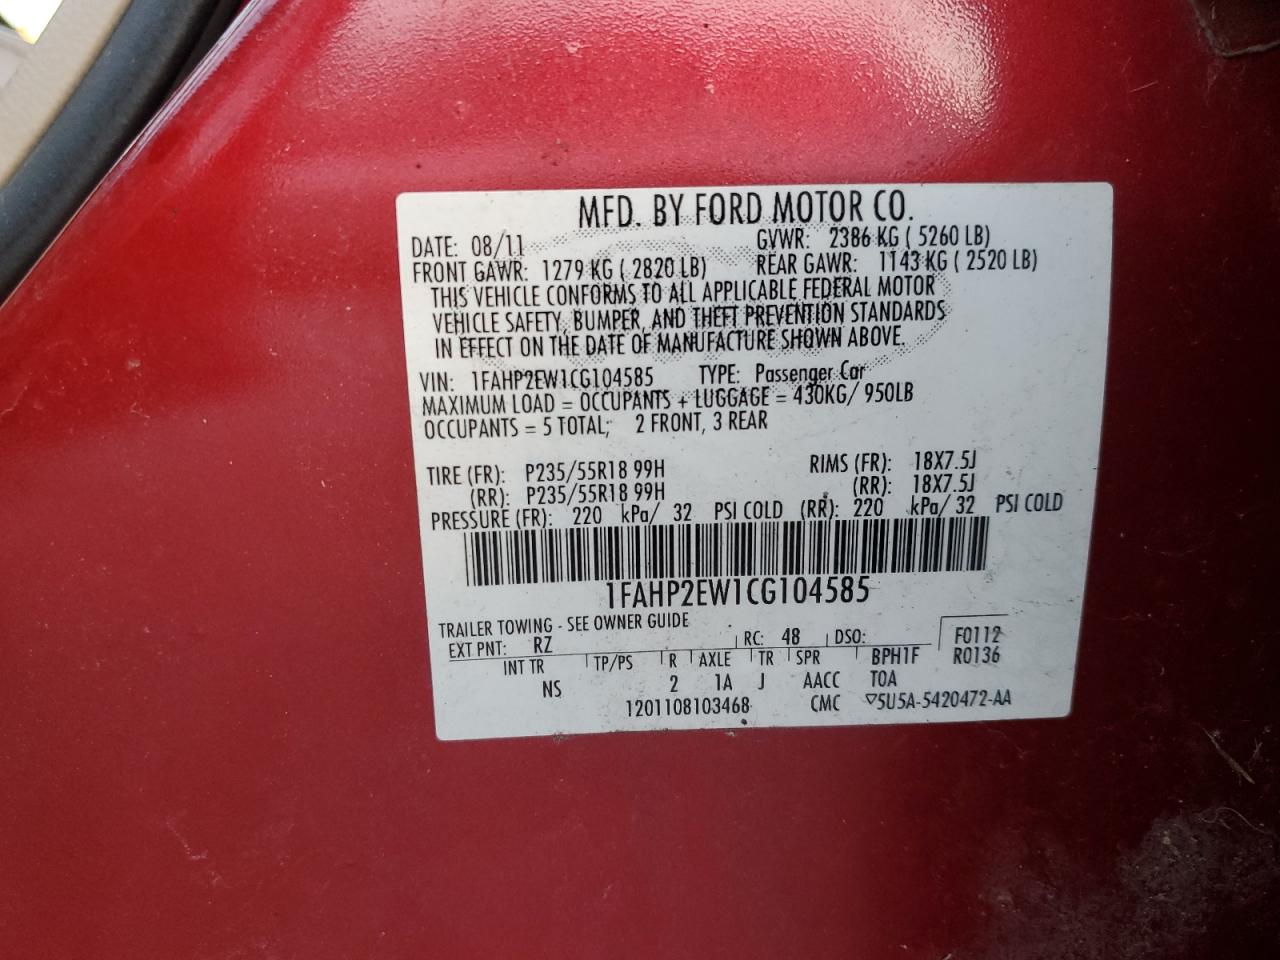 MFD. BY FORD MOTOR CO.
DATE: 08/11 GVWR: 2386 KG ( 5260 LB)
FRONT GAWR: 1279 KG ( 2820 LB) REAR GAWR: 1143 KG ( 2520 LB)
THIS VEHICLE CONFORMS TO ALL APPLICABLE FEDERAL MOTOR
VEHICLE SAFETY, BUMPER, AND THEFT PREVENTION STANDARDS
IN EFFECT ON THE DATE OF MANUFACTURE SHOWN ABOVE.
VIN: 1FAHP2EW1CG104585 TYPE: Passenger Car
MAXIMUM LOAD = OCCUPANTS + LUGGAGE = 430KG/ 950LB
OCCUPANTS = 5 TOTAL; 2 FRONT, 3 REAR
TIRE (FR): P235/55R18 99H RIMS (FR): 18X7.5J
(RR): P235/55R18 99H (RR): 18X7.5J
PRESSURE (FR): 220 kPa/ 32 PSI COLD (RR): 220 kPa/ 32 PSI COLD
1FAHP2EW1CG104585
TRAILER TOWING - SEE OWNER GUIDE
EXT PNT: RZ RC: 48 DSO: F0112
INT TR TP/PS R AXLE TR SPR BPH1F R0136
NS 2 1A J AACC TOA
1201108103468 CMC ▽5U5A-5420472-AA